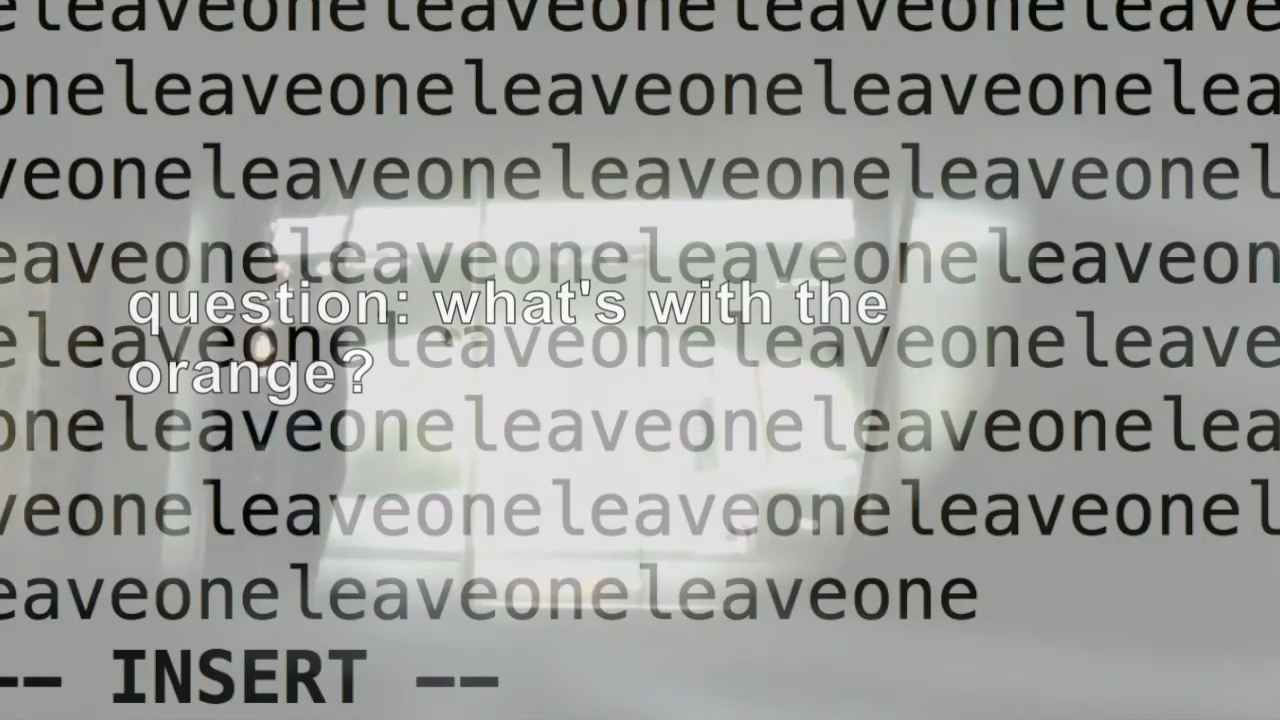 eleaveoneleaveoneleaveoneleave
oneleaveoneleaveoneleaveonelea
veoneleaveoneleaveoneleaveonel
eaveoneleaveoneleaveoneleaveon
question: what's with the
eleaveoneleaveoneleaveoneleave
orange?
oneleaveoneleaveoneleaveonelea
veoneleaveoneleaveoneleaveonel
eaveoneleaveoneleaveone
-- INSERT --